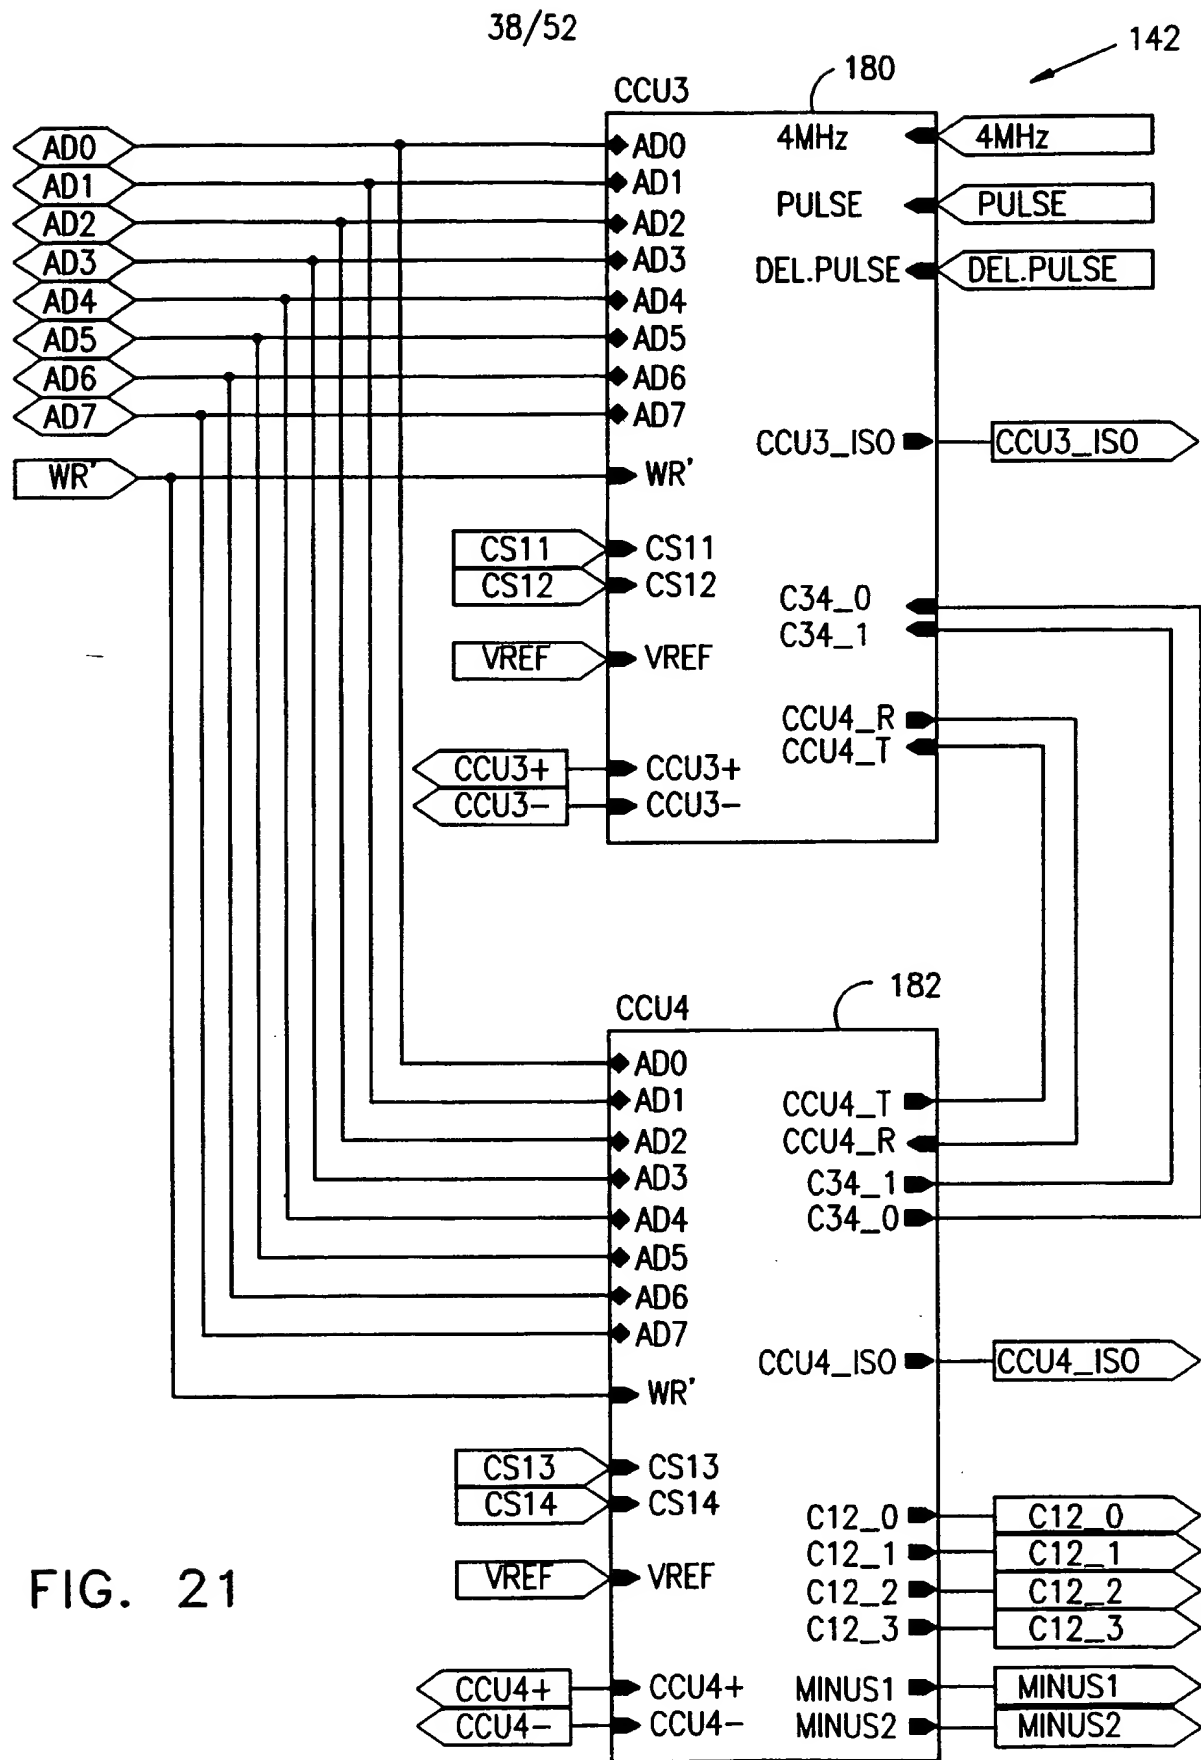 38/52
142
180
CCU3
AD0 AD0 4MHz 4MHz
AD1 AD1
AD2 AD2 PULSE PULSE
AD3 AD3 DEL.PULSE DEL.PULSE
AD4 AD4
AD5 AD5
AD6 AD6
AD7 AD7
CCU3_ISO CCU3_ISO
WR' WR'
CS11 CS11
CS12 CS12
C34_0
C34_1
VREF VREF
CCU4_R
CCU4_T
CCU3+ CCU3+
CCU3- CCU3-
182
CCU4
AD0
AD1 CCU4_T
AD2 CCU4_R
AD3 C34_1
AD4 C34_0
AD5
AD6
AD7
CCU4_ISO CCU4_ISO
WR'
CS13 CS13
CS14 CS14
C12_0 C12_0
C12_1 C12_1
VREF VREF
C12_2 C12_2
C12_3 C12_3
CCU4+ CCU4+ MINUS1 MINUS1
CCU4- CCU4- MINUS2 MINUS2
FIG. 21